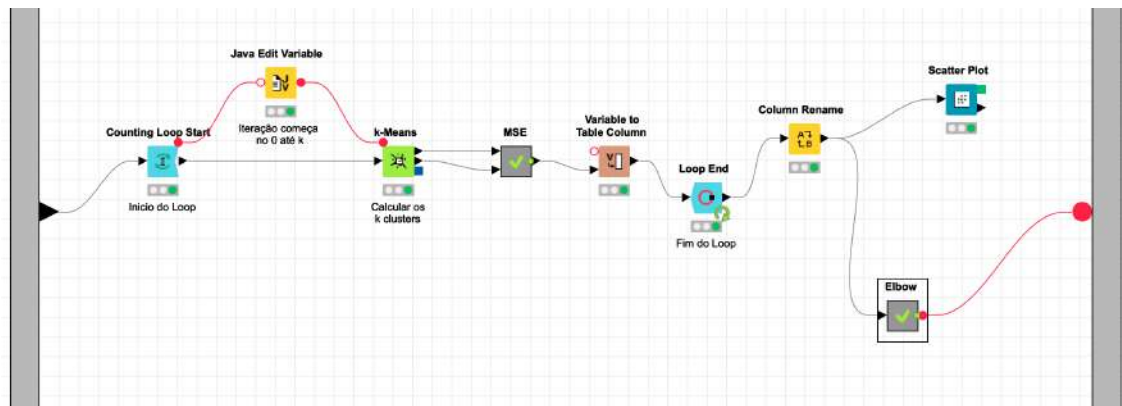 Java Edit Variable
Iteração começa
no 0 até k
Counting Loop Start
Inicio do Loop
k-Means
Calcular os
k clusters
MSE
Variable to
Table Column
Loop End
Fim do Loop
Column Rename
Scatter Plot
Elbow